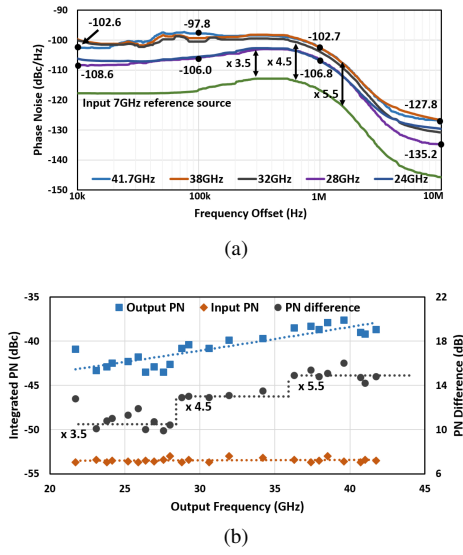 -90
-100
-110
-120
-130
-140
-150
Phase Noise (dBc/Hz)
-102.6
-97.8
-102.7
-108.6
-106.0
-106.8
-127.8
-135.2
x 3.5
x 4.5
x 5.5
Input 7GHz reference source
41.7GHz
38GHz
32GHz
28GHz
24GHz
10k
100k
1M
10M
Frequency Offset (Hz)
(a)
-35
-40
-45
-50
-55
Integrated PN (dBc)
Output PN
Input PN
PN difference
x 3.5
x 4.5
x 5.5
22
18
14
10
6
PN Difference (dB)
20
25
30
35
40
45
Output Frequency (GHz)
(b)